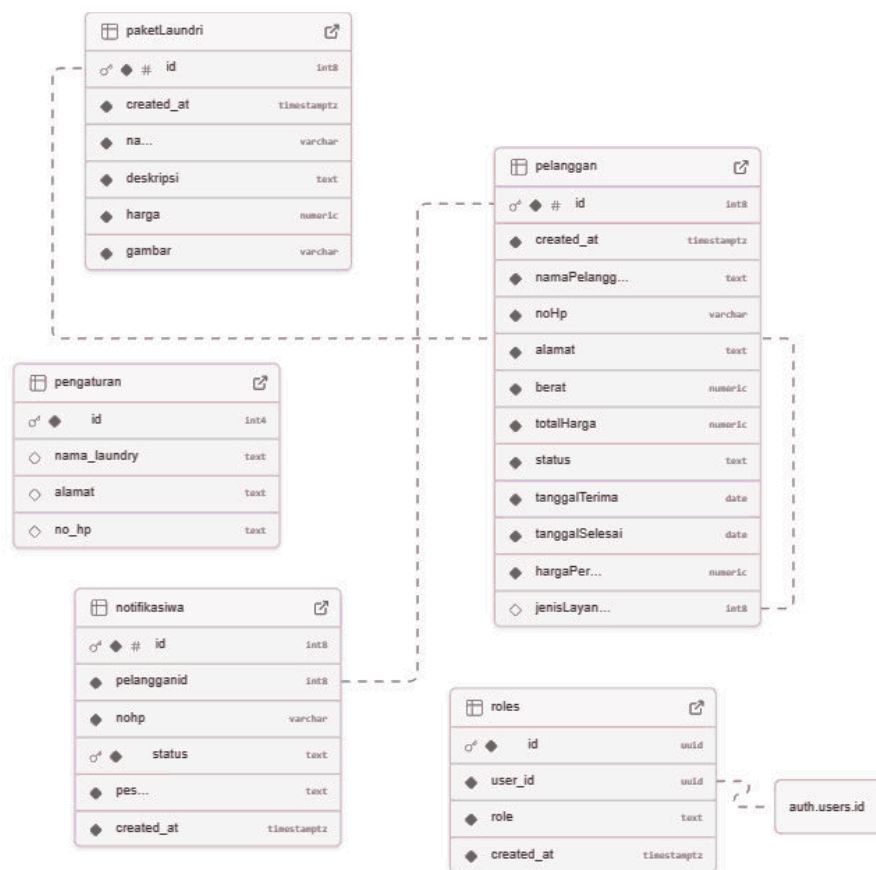 paketLaundri
# id int8
created_at timestamptz
na... varchar
deskripsi text
harga numeric
gambar varchar
pelanggan
# id int8
created_at timestamptz
namaPelangg... text
noHp varchar
alamat text
berat numeric
totalHarga numeric
status text
tanggalTerima date
tanggalSelesai date
hargaPer... numeric
jenisLayan... int8
pengaturan
id int4
nama_laundry text
alamat text
no_hp text
notifikasiwa
# id int8
pelangganid int8
nohp varchar
status text
pes... text
created_at timestamptz
roles
id uuid
user_id uuid
role text
created_at timestamptz
auth.users.id